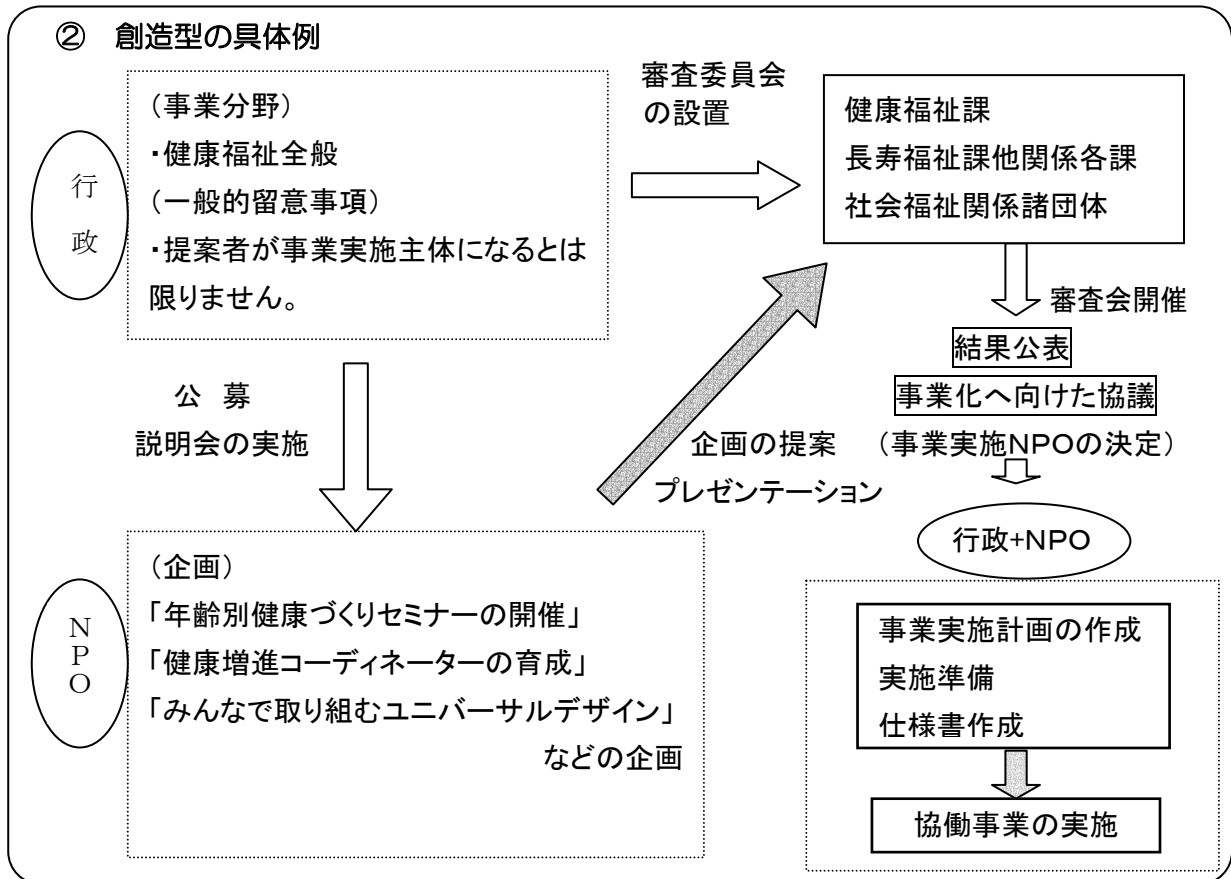 ② 創造型の具体例
行政
(事業分野)
・健康福祉全般
(一般的留意事項)
・提案者が事業実施主体になるとは
限りません。
審査委員会
の設置
健康福祉課
長寿福祉課他関係各課
社会福祉関係諸団体
公 募
説明会の実施
NPO
(企画)
「年齢別健康づくりセミナーの開催」
「健康増進コーディネーターの育成」
「みんなで取り組むユニバーサルデザイン」
などの企画
企画の提案
プレゼンテーション
審査会開催
結果公表
事業化へ向けた協議
(事業実施NPOの決定)
行政+NPO
事業実施計画の作成
実施準備
仕様書作成
協働事業の実施